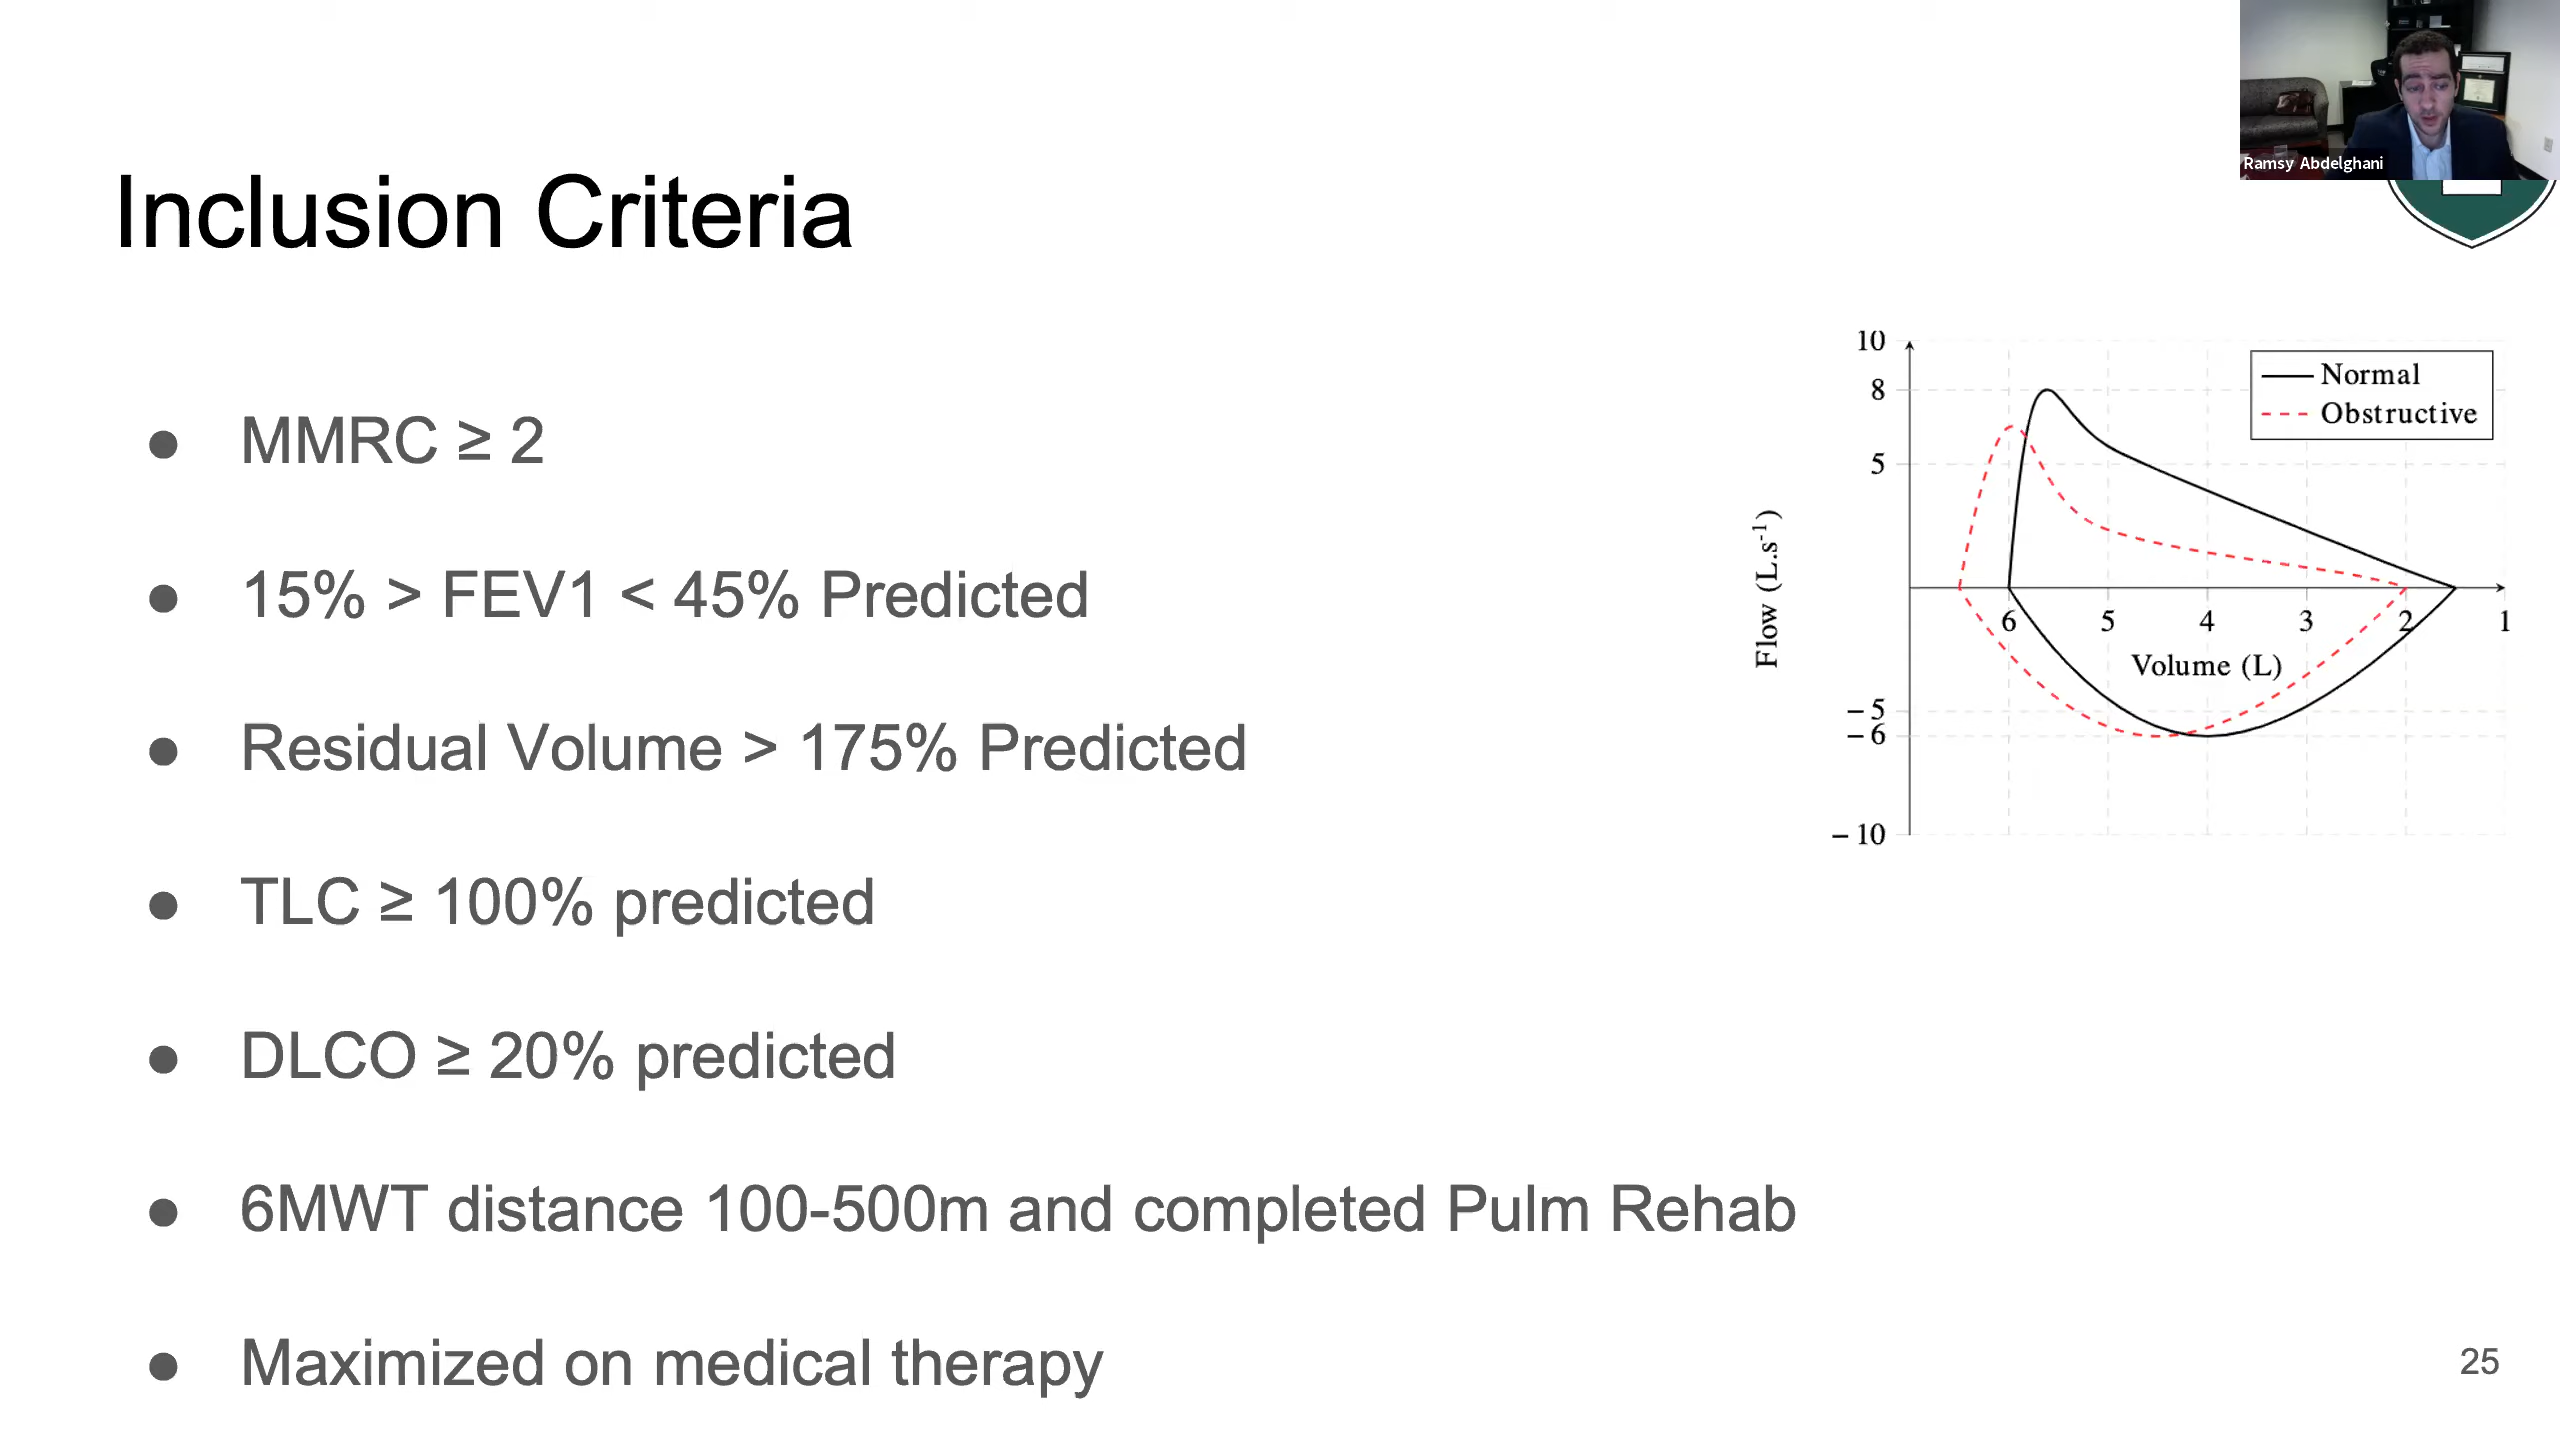 Ramsy Abdelghani
Inclusion Criteria
● MMRC ≥ 2
● 15% > FEV1 < 45% Predicted
● Residual Volume > 175% Predicted
● TLC ≥ 100% predicted
● DLCO ≥ 20% predicted
● 6MWT distance 100-500m and completed Pulm Rehab
● Maximized on medical therapy
10
8
5
−5
−6
−10
Flow (L.s⁻¹)
Normal
Obstructive
6 5 4 3 2 1
Volume (L)
25